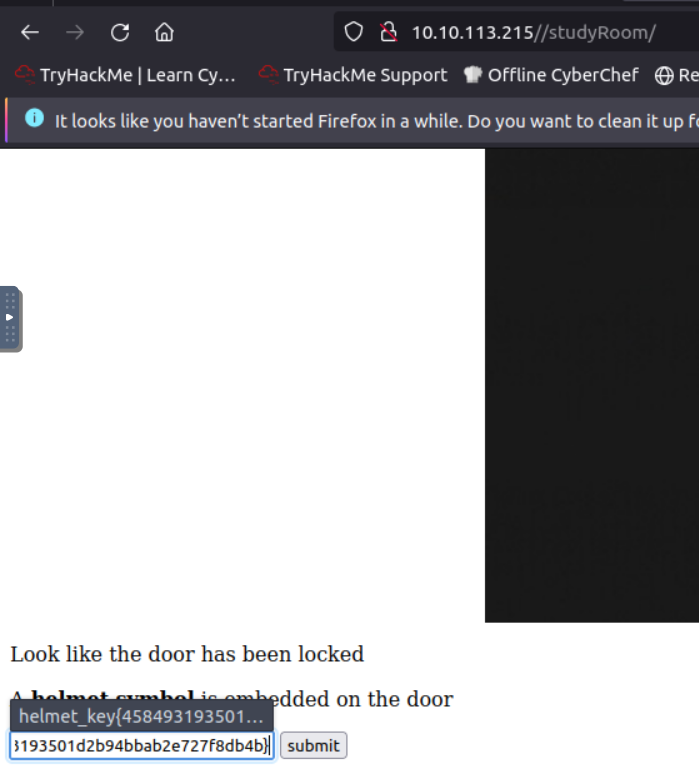 10.10.113.215//studyRoom/
TryHackMe | Learn Cy... TryHackMe Support Offline CyberChef Re
It looks like you haven't started Firefox in a while. Do you want to clean it up fo
Look like the door has been locked
A helmet symbol is embedded on the door
helmet_key{458493193501...
3193501d2b94bbab2e727f8db4b} submit